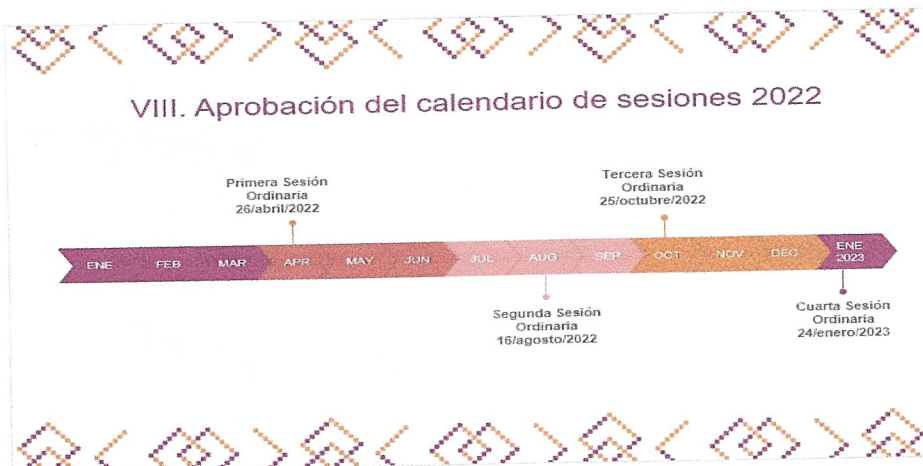 VIII. Aprobación del calendario de sesiones 2022
Primera Sesión
Ordinaria
26/abril/2022
Tercera Sesión
Ordinaria
25/octubre/2022
ENE FEB MAR APR MAY JUN JUL AUG SEP OCT NOV DEC ENE
2023
Segunda Sesión
Ordinaria
16/agosto/2022
Cuarta Sesión
Ordinaria
24/enero/2023